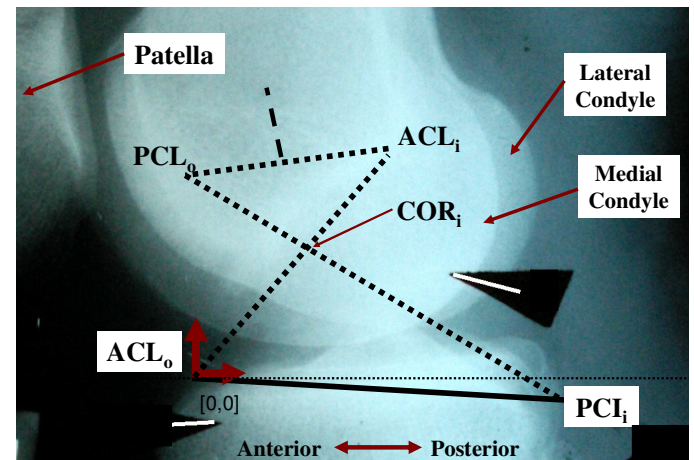 Patella
Lateral
Condyle
ACLi
PCLo
Medial
Condyle
CORi
ACLo
[0,0]
PCIi
Anterior
Posterior